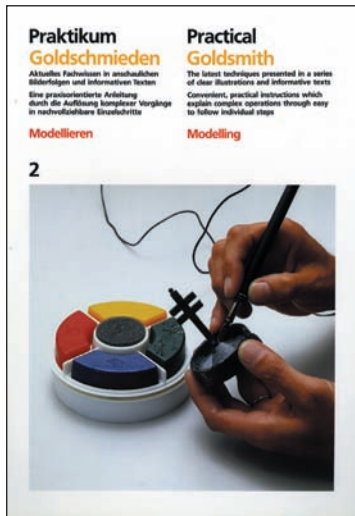 Praktikum
Goldschmieden
Aktuelles Fachwissen in anschaulichen
Bilderfolgen und informativen Texten
Eine praxisorientierte Anleitung
durch die Auflösung komplexer Vorgänge
in nachvollziehbare Einzelschritte
Modellieren
Practical
Goldsmith
The latest techniques presented in a series
of clear illustrations and informative texts
Convenient, practical instructions which
explain complex operations through easy
to follow individual steps
Modelling
2